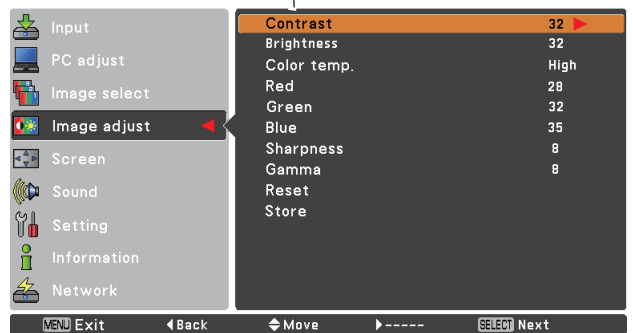 Input
PC adjust
Image select
Image adjust
Screen
Sound
Setting
Information
Network
Contrast 32
Brightness 32
Color temp. High
Red 28
Green 32
Blue 35
Sharpness 8
Gamma 8
Reset
Store
MENU Exit Back Move ----- SELECT Next